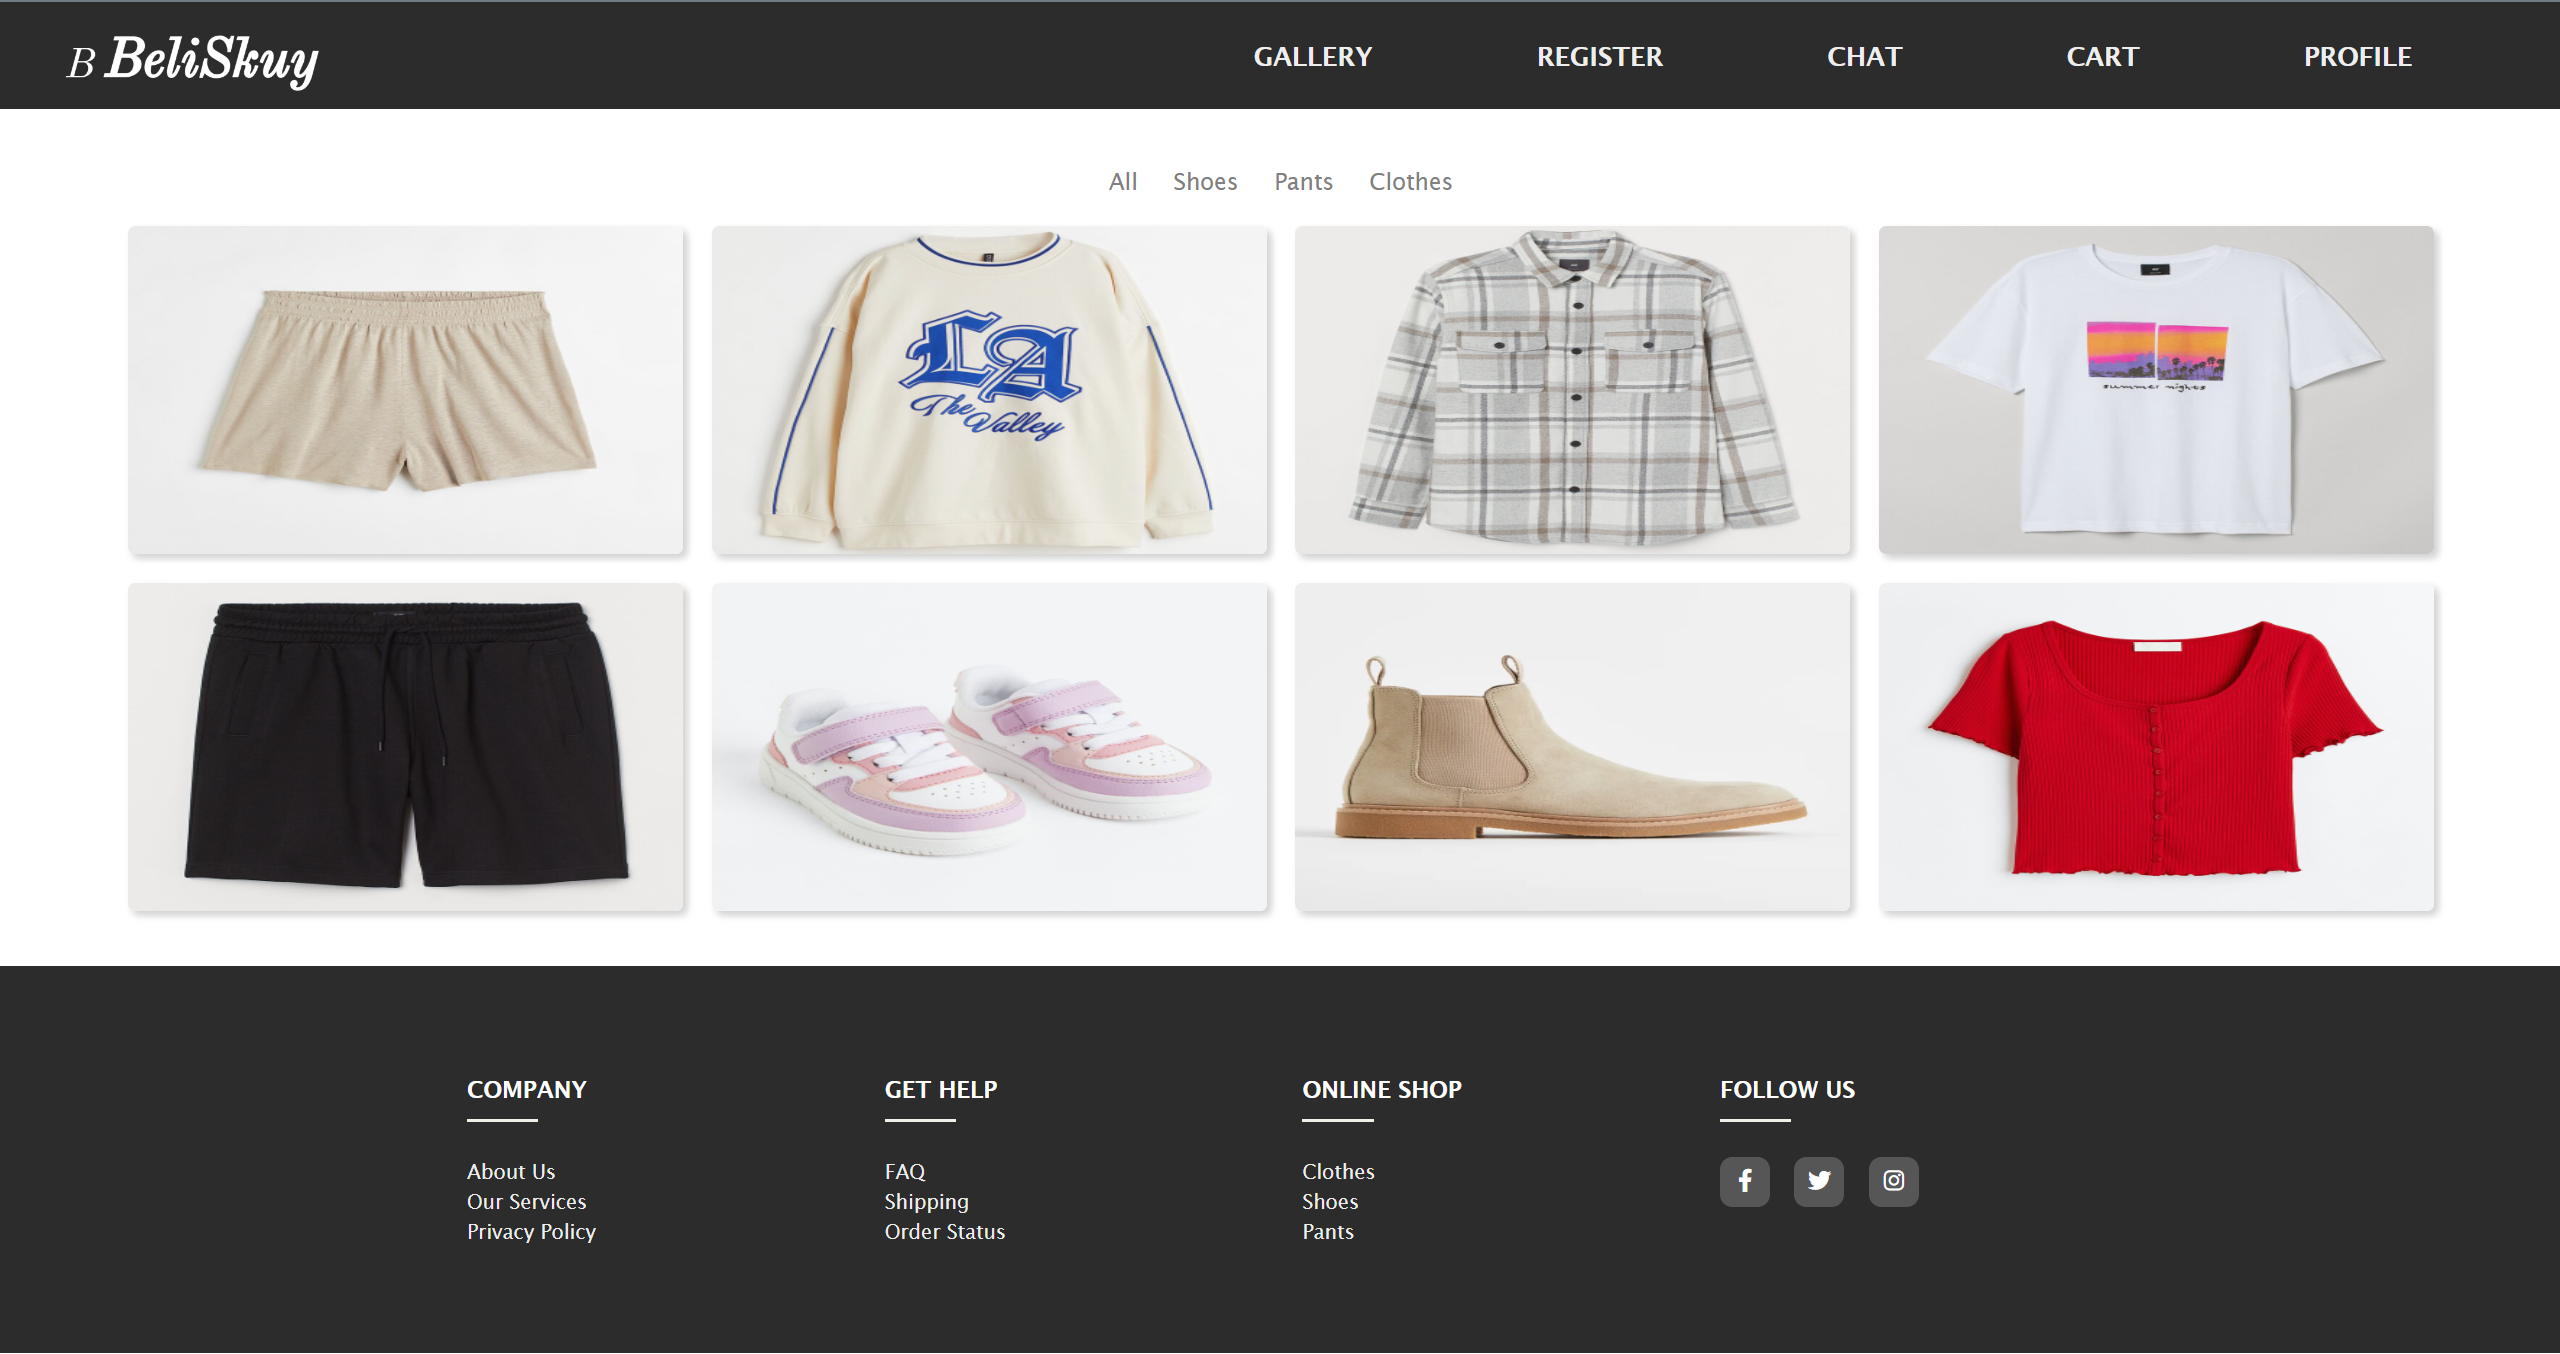 B BeliSkuy
GALLERY
REGISTER
CHAT
CART
PROFILE
All
Shoes
Pants
Clothes
LA
The
Valley
summer nights
COMPANY
About Us
Our Services
Privacy Policy
GET HELP
FAQ
Shipping
Order Status
ONLINE SHOP
Clothes
Shoes
Pants
FOLLOW US